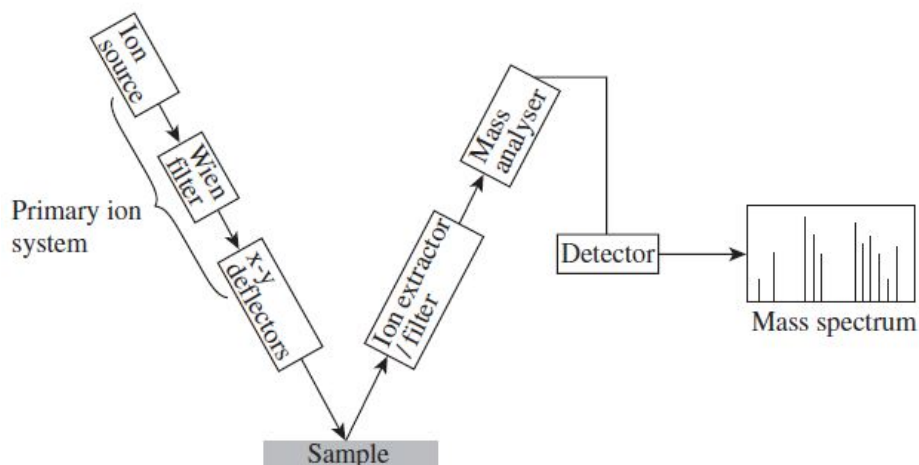 Ion
source
Wien
filter
x-y
deflectors
Primary ion
system
Sample
Ion extractor
/ filter
Mass
analyser
Detector
Mass spectrum